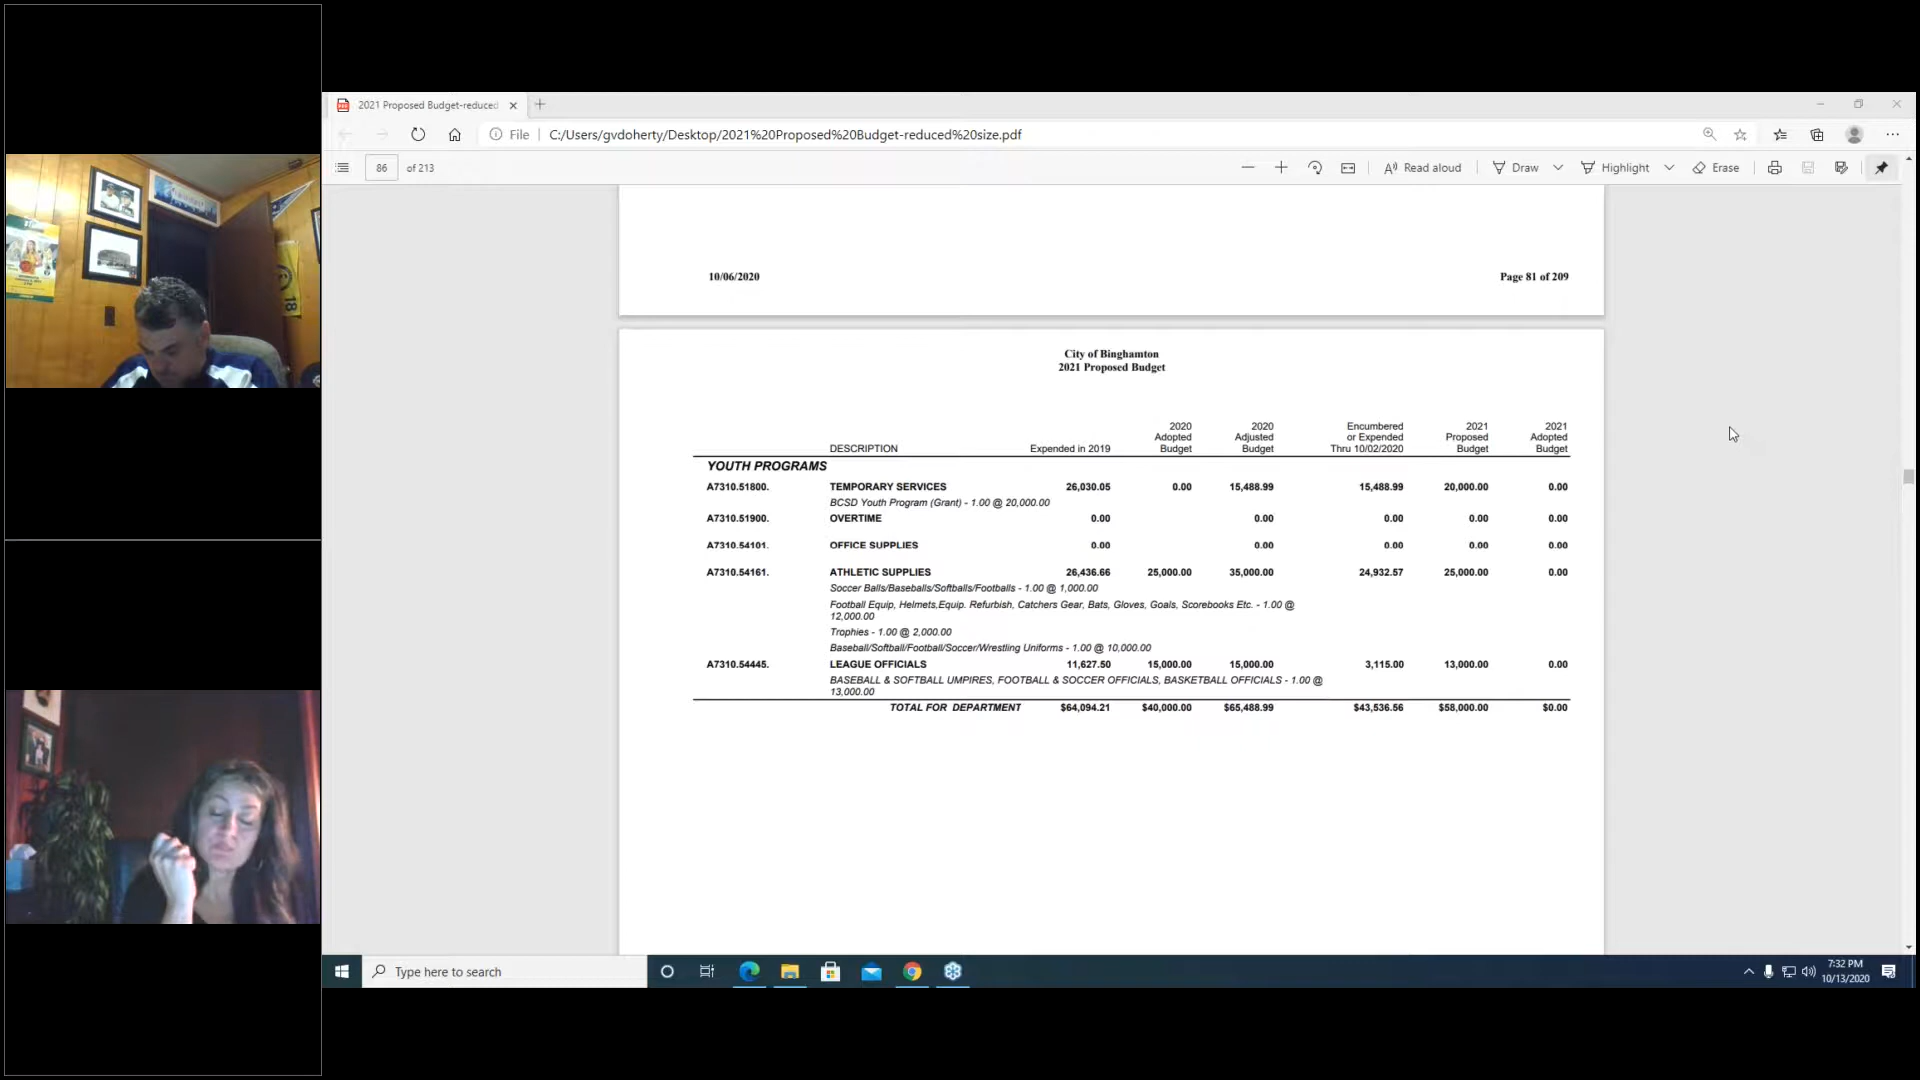 2021 Proposed Budget-reduced
File C:/Users/gvdoherty/Desktop/2021%20Proposed%20Budget-reduced%20size.pdf
86 of 213 Read aloud Draw Highlight Erase
10/06/2020 Page 81 of 209
City of Binghamton
2021 Proposed Budget
2020 2020 Encumbered 2021 2021
Adopted Adjusted or Expended Proposed Adopted
DESCRIPTION Expended in 2019 Budget Budget Thru 10/02/2020 Budget Budget
YOUTH PROGRAMS
A7310.51800. TEMPORARY SERVICES 26,030.05 0.00 15,488.99 15,488.99 20,000.00 0.00
BCSD Youth Program (Grant) - 1.00 @ 20,000.00
A7310.51900. OVERTIME 0.00 0.00 0.00 0.00 0.00
A7310.54101. OFFICE SUPPLIES 0.00 0.00 0.00 0.00 0.00
A7310.54161. ATHLETIC SUPPLIES 26,436.66 25,000.00 35,000.00 24,932.57 25,000.00 0.00
Soccer Balls/Baseballs/Softballs/Footballs - 1.00 @ 1,000.00
Football Equip, Helmets,Equip. Refurbish, Catchers Gear, Bats, Gloves, Goals, Scorebooks Etc. - 1.00 @
12,000.00
Trophies - 1.00 @ 2,000.00
Baseball/Softball/Football/Soccer/Wrestling Uniforms - 1.00 @ 10,000.00
A7310.54445. LEAGUE OFFICIALS 11,627.50 15,000.00 15,000.00 3,115.00 13,000.00 0.00
BASEBALL & SOFTBALL UMPIRES, FOOTBALL & SOCCER OFFICIALS, BASKETBALL OFFICIALS - 1.00 @
13,000.00
TOTAL FOR DEPARTMENT $64,094.21 $40,000.00 $65,488.99 $43,536.56 $58,000.00 $0.00
Type here to search
7:32 PM
10/13/2020
18